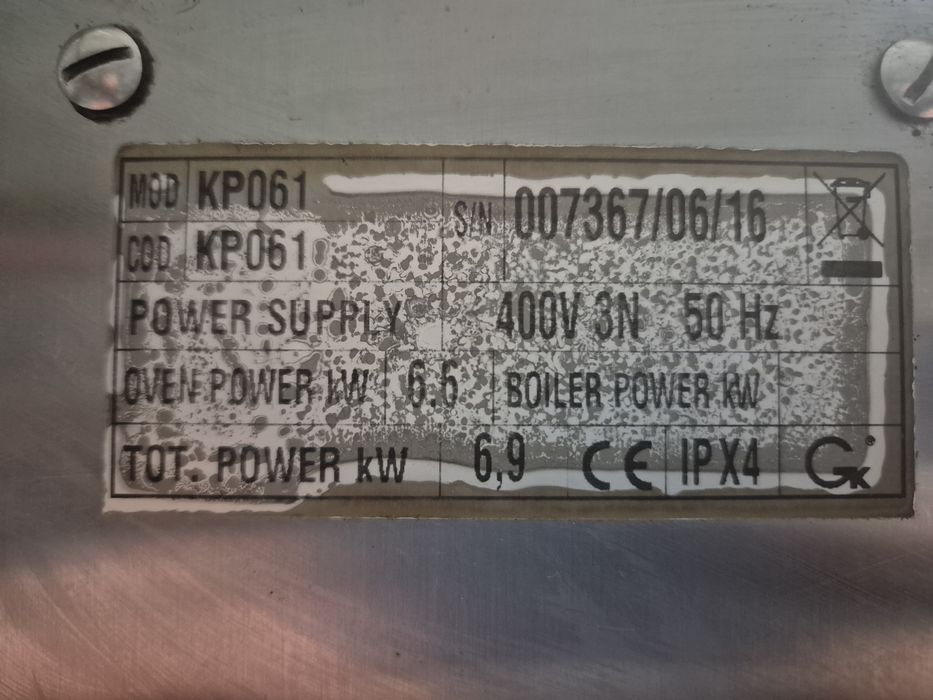 MOD KP061 S/N 007367/06/16
COD KP061
POWER SUPPLY 400V 3N 50 Hz
OVEN POWER kW 6.6 BOILER POWER kW
TOT. POWER kW 6,9 CE IPX4 GK